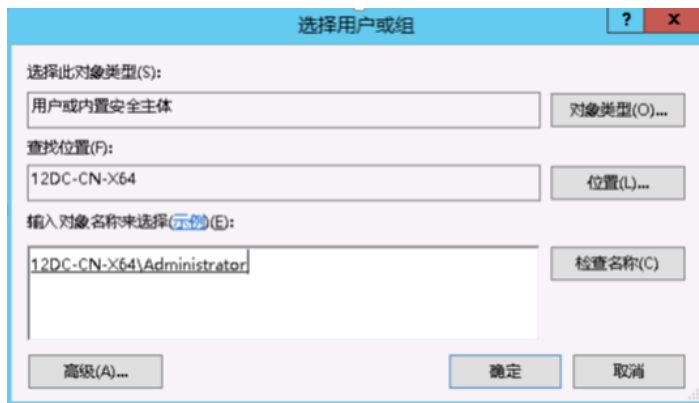 选择用户或组
? x
选择此对象类型(S):
用户或内置安全主体
对象类型(O)...
查找位置(F):
12DC-CN-X64
位置(L)...
输入对象名称来选择(示例)(E):
12DC-CN-X64\Administrator
检查名称(C)
高级(A)...
确定
取消